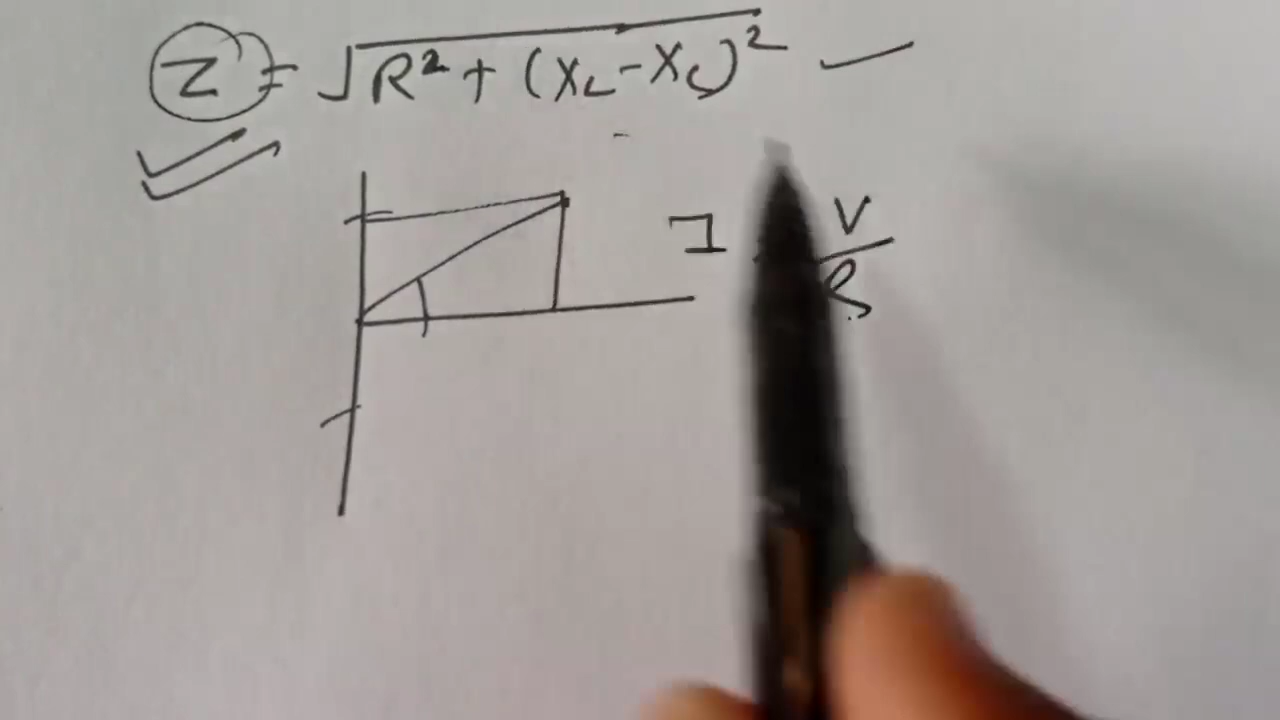 Z = √R² + (XL - XC)²
I V/R